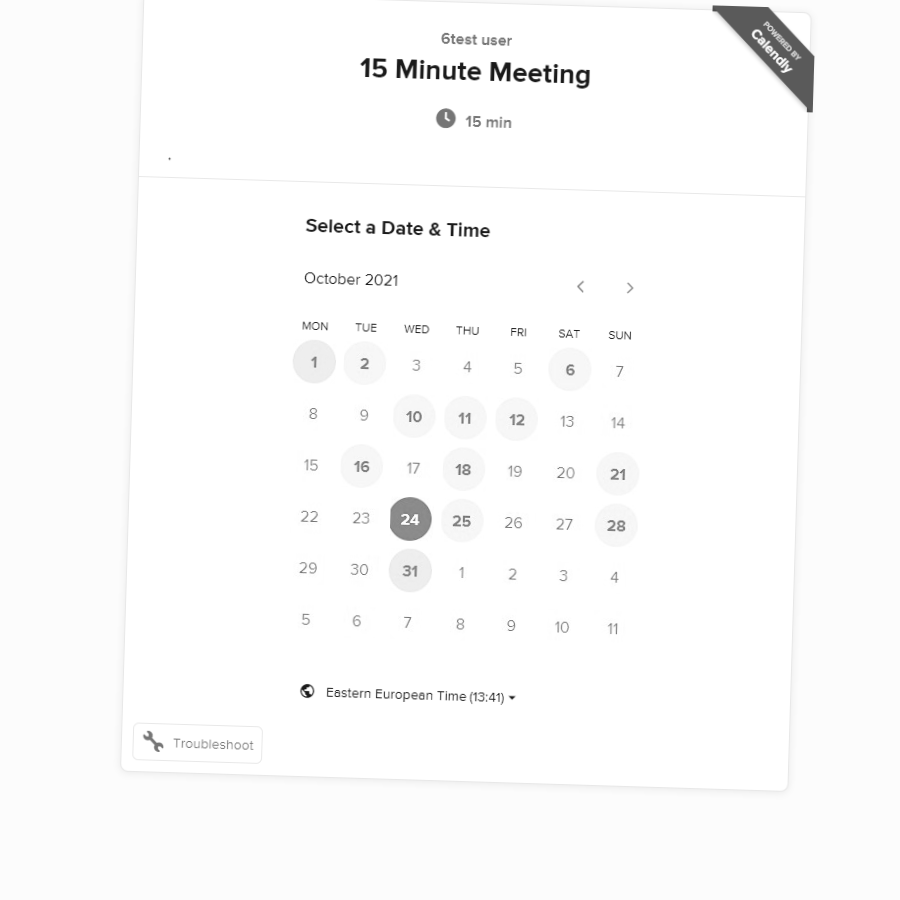 POWERED BY
Calendly
6test user
15 Minute Meeting
15 min
.
Select a Date & Time
October 2021
MON TUE WED THU FRI SAT SUN
1 2 3 4 5 6 7
8 9 10 11 12 13 14
15 16 17 18 19 20 21
22 23 24 25 26 27 28
29 30 31 1 2 3 4
5 6 7 8 9 10 11
Eastern European Time (13:41)
Troubleshoot